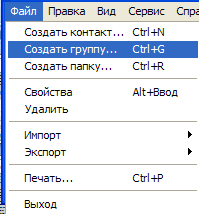 Файл Правка Вид Сервис
Создать контакт... Ctrl+N
Создать группу... Ctrl+G
Создать папку... Ctrl+R
Свойства Alt+Ввод
Удалить
Импорт
Экспорт
Печать... Ctrl+P
Выход